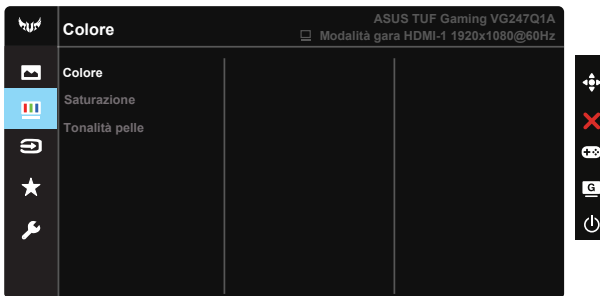 Colore
ASUS TUF Gaming VG247Q1A
Modalità gara HDMI-1 1920x1080@60Hz
Colore
Saturazione
Tonalità pelle
G